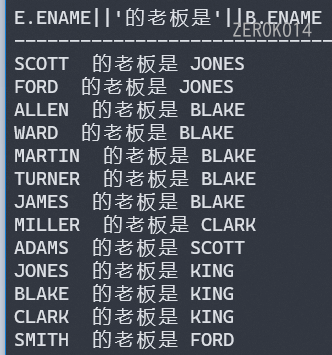 E.ENAME||'的老板是'||B.ENAME
ZEROK014
--------------------------------
SCOTT  的老板是 JONES
FORD  的老板是 JONES
ALLEN  的老板是 BLAKE
WARD  的老板是 BLAKE
MARTIN  的老板是 BLAKE
TURNER  的老板是 BLAKE
JAMES  的老板是 BLAKE
MILLER  的老板是 CLARK
ADAMS  的老板是 SCOTT
JONES  的老板是 KING
BLAKE  的老板是 KING
CLARK  的老板是 KING
SMITH  的老板是 FORD